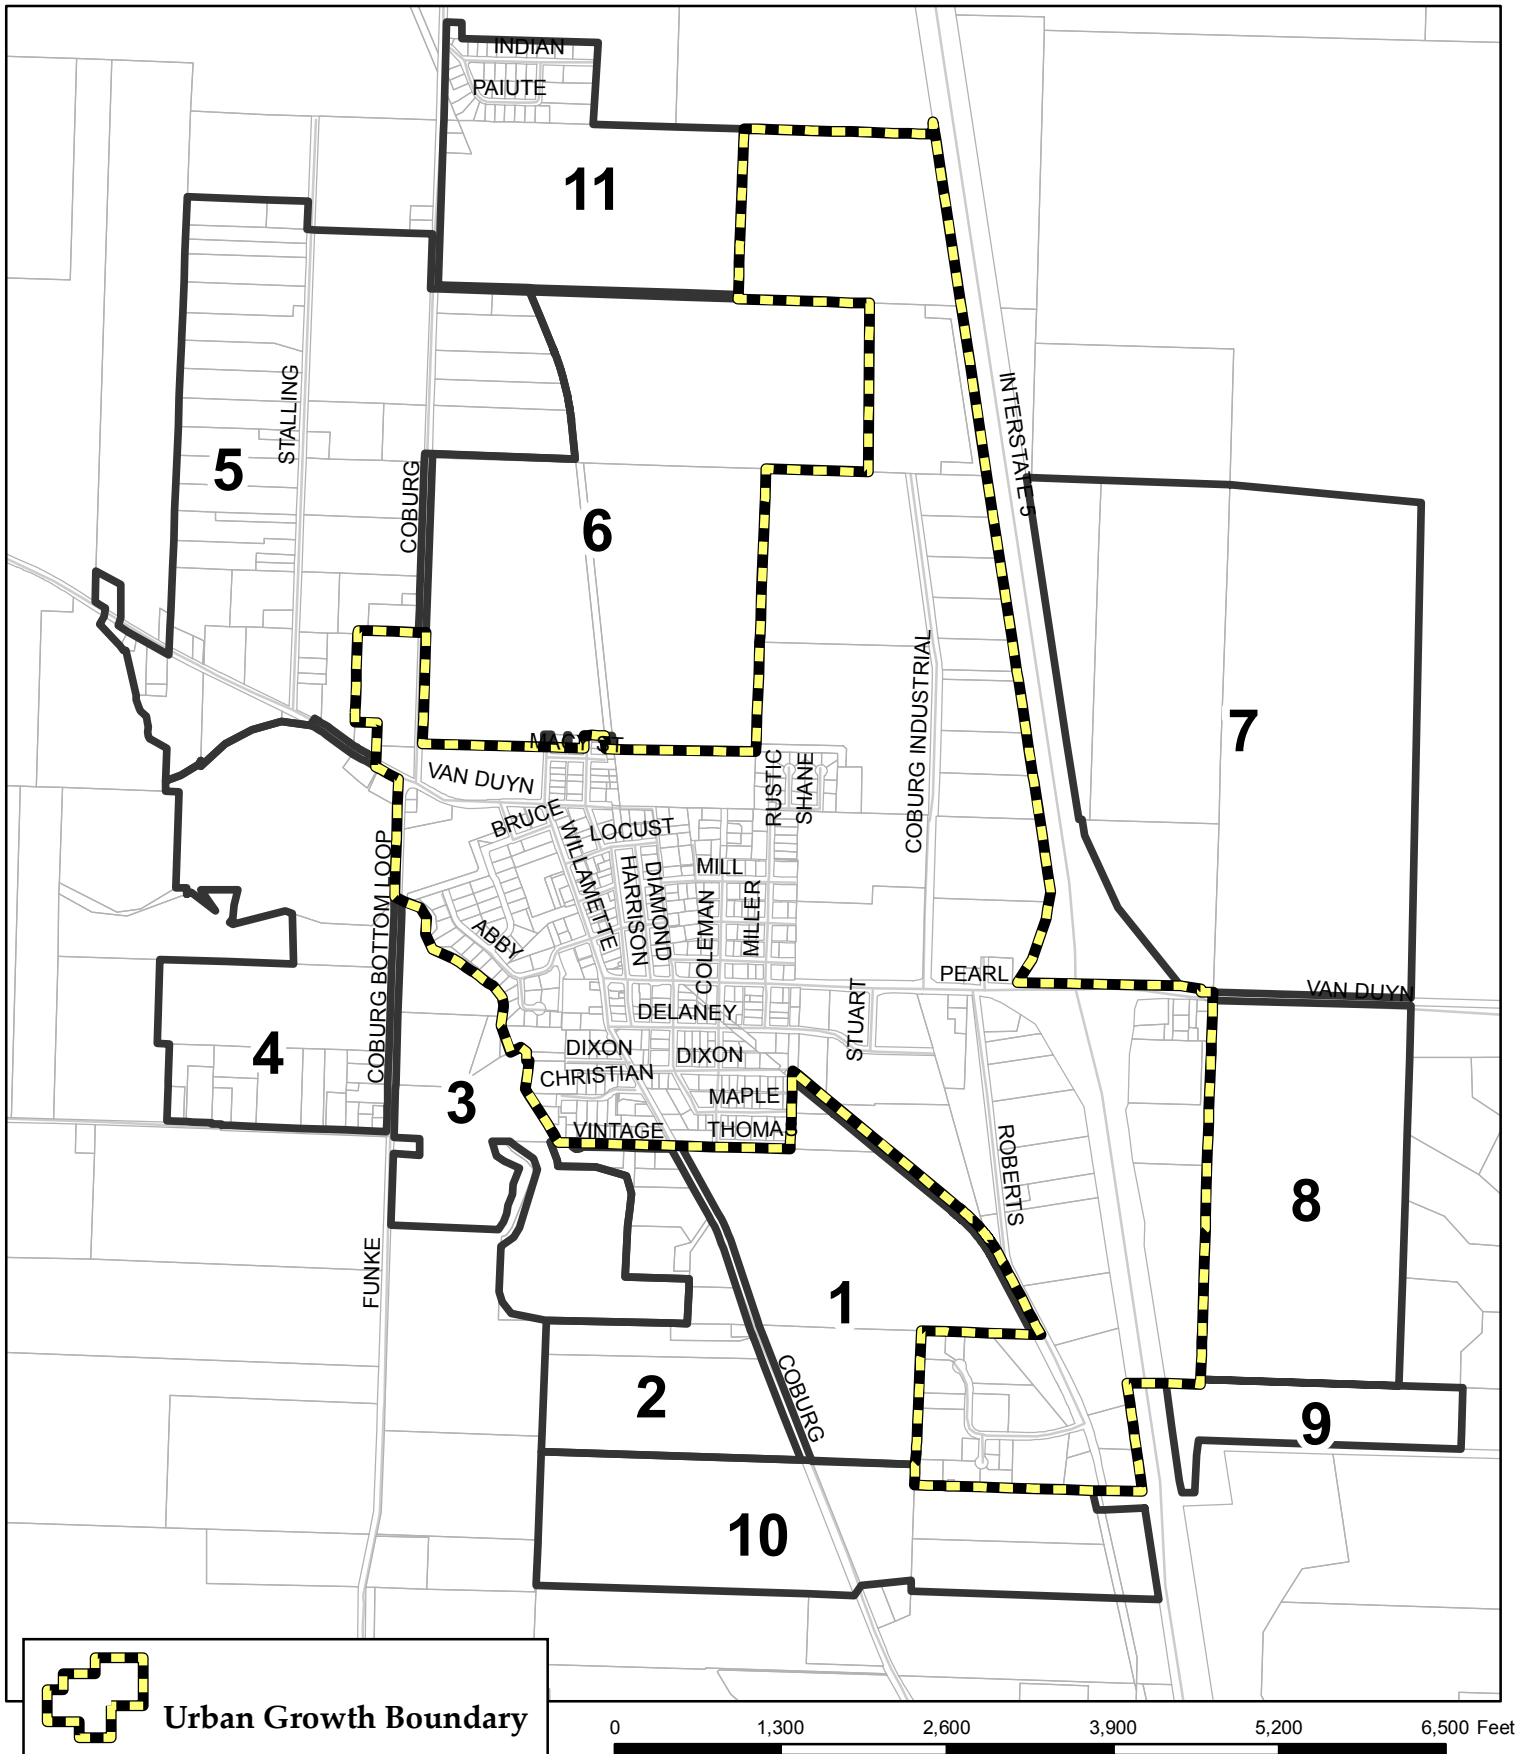 INDIAN
PAIUTE
11
STALLING
INTERSTATE 5
5
COBURG
6
COBURG INDUSTRIAL
7
MACY ST
VAN DUYN
RUSTIC
SHANE
BRUCE
LOCUST
WILLAMETTE
HARRISON
DIAMOND
MILL
COLEMAN
MILLER
COBURG BOTTOM LOOP
ABBY
PEARL
VAN DUYN
DELANEY
STUART
4
DIXON
DIXON
CHRISTIAN
3
MAPLE
VINTAGE
THOMAS
ROBERTS
8
FUNKE
1
COBURG
2
9
10
Urban Growth Boundary
0 1,300 2,600 3,900 5,200 6,500 Feet